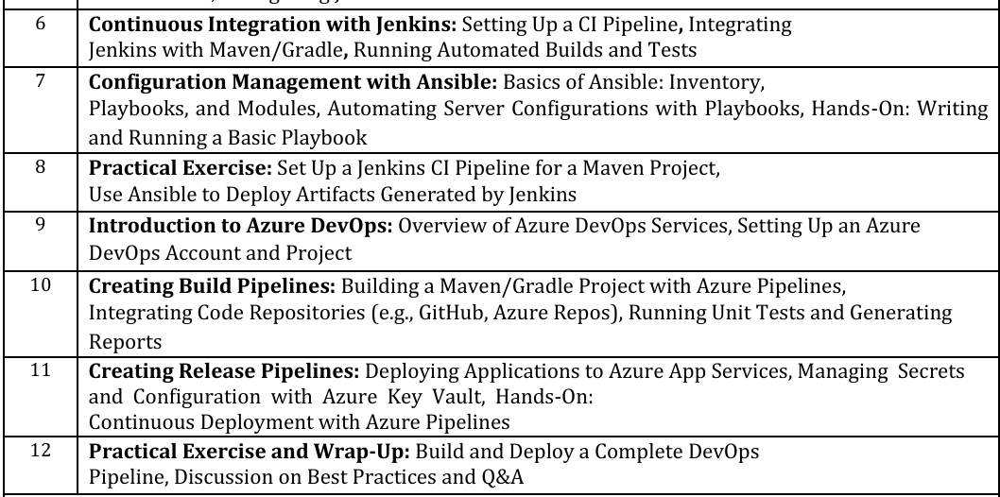 6
Continuous Integration with Jenkins: Setting Up a CI Pipeline, Integrating
Jenkins with Maven/Gradle, Running Automated Builds and Tests
7
Configuration Management with Ansible: Basics of Ansible: Inventory,
Playbooks, and Modules, Automating Server Configurations with Playbooks, Hands-On: Writing
and Running a Basic Playbook
8
Practical Exercise: Set Up a Jenkins CI Pipeline for a Maven Project,
Use Ansible to Deploy Artifacts Generated by Jenkins
9
Introduction to Azure DevOps: Overview of Azure DevOps Services, Setting Up an Azure
DevOps Account and Project
10
Creating Build Pipelines: Building a Maven/Gradle Project with Azure Pipelines,
Integrating Code Repositories (e.g., GitHub, Azure Repos), Running Unit Tests and Generating
Reports
11
Creating Release Pipelines: Deploying Applications to Azure App Services, Managing Secrets
and Configuration with Azure Key Vault, Hands-On:
Continuous Deployment with Azure Pipelines
12
Practical Exercise and Wrap-Up: Build and Deploy a Complete DevOps
Pipeline, Discussion on Best Practices and Q&A